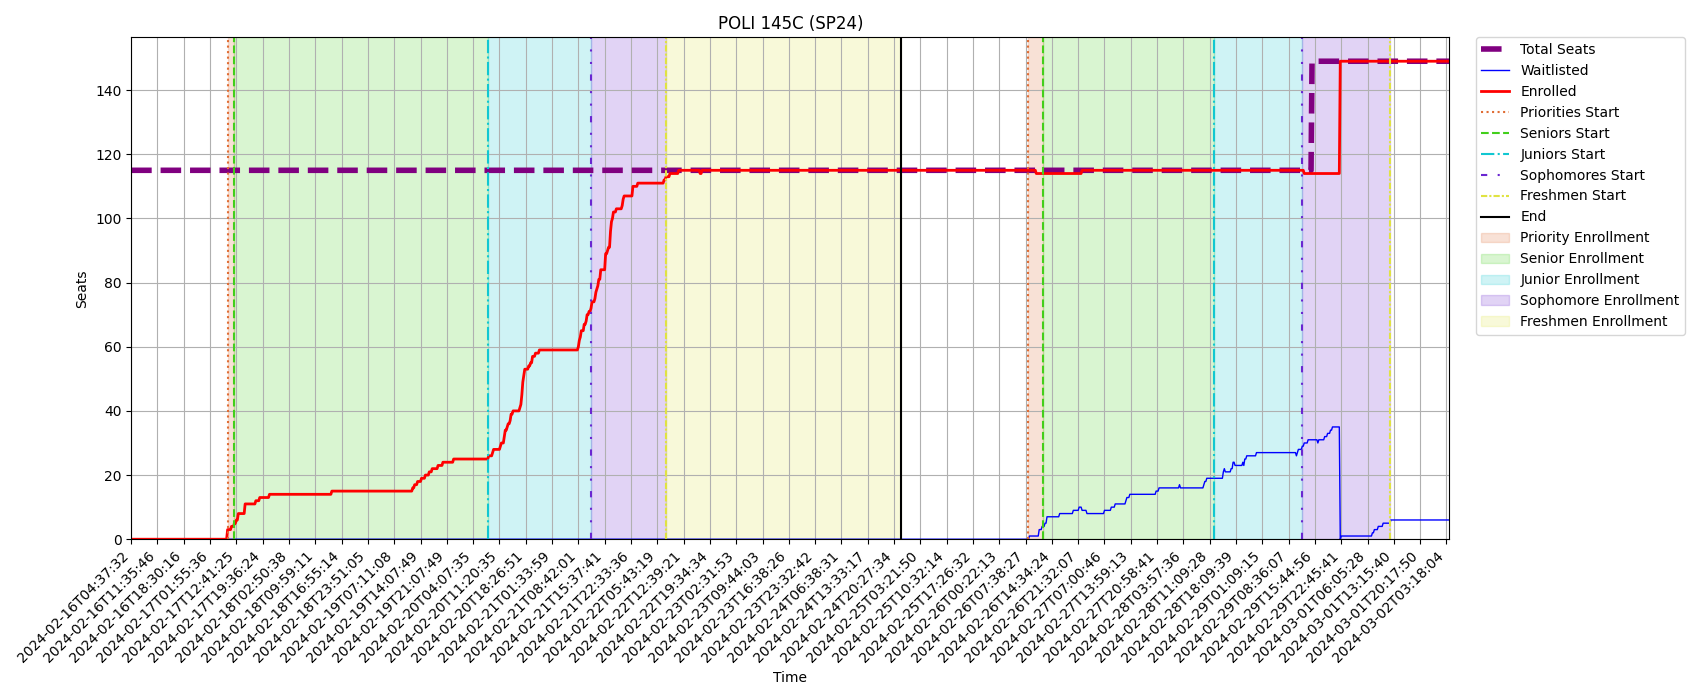 POLI 145C (SP24)
Total Seats
Waitlisted
Enrolled
Priorities Start
Seniors Start
Juniors Start
Sophomores Start
Freshmen Start
End
Priority Enrollment
Senior Enrollment
Junior Enrollment
Sophomore Enrollment
Freshmen Enrollment
Seats
140
120
100
80
60
40
20
0
2024-02-16T04:37:32
2024-02-16T11:35:46
2024-02-16T18:30:16
2024-02-17T01:55:36
2024-02-17T12:41:25
2024-02-17T19:36:24
2024-02-18T02:50:38
2024-02-18T09:59:11
2024-02-18T16:55:14
2024-02-18T23:51:05
2024-02-19T07:11:08
2024-02-19T14:07:49
2024-02-19T21:07:49
2024-02-20T04:07:35
2024-02-20T11:20:35
2024-02-20T18:26:51
2024-02-21T01:33:59
2024-02-21T08:42:01
2024-02-21T15:37:41
2024-02-21T22:33:36
2024-02-22T05:43:19
2024-02-22T12:39:21
2024-02-22T19:34:34
2024-02-23T02:31:53
2024-02-23T09:44:03
2024-02-23T16:38:26
2024-02-23T23:32:42
2024-02-24T06:38:31
2024-02-24T13:33:17
2024-02-24T20:27:34
2024-02-25T03:21:50
2024-02-25T10:32:14
2024-02-25T17:26:32
2024-02-26T00:22:13
2024-02-26T07:38:27
2024-02-26T14:34:24
2024-02-26T21:32:07
2024-02-27T07:00:46
2024-02-27T13:59:13
2024-02-27T20:58:41
2024-02-28T03:57:36
2024-02-28T11:09:28
2024-02-28T18:09:39
2024-02-29T01:09:15
2024-02-29T08:36:07
2024-02-29T15:44:56
2024-02-29T22:45:41
2024-03-01T06:05:28
2024-03-01T13:15:40
2024-03-01T20:17:50
2024-03-02T03:18:04
Time